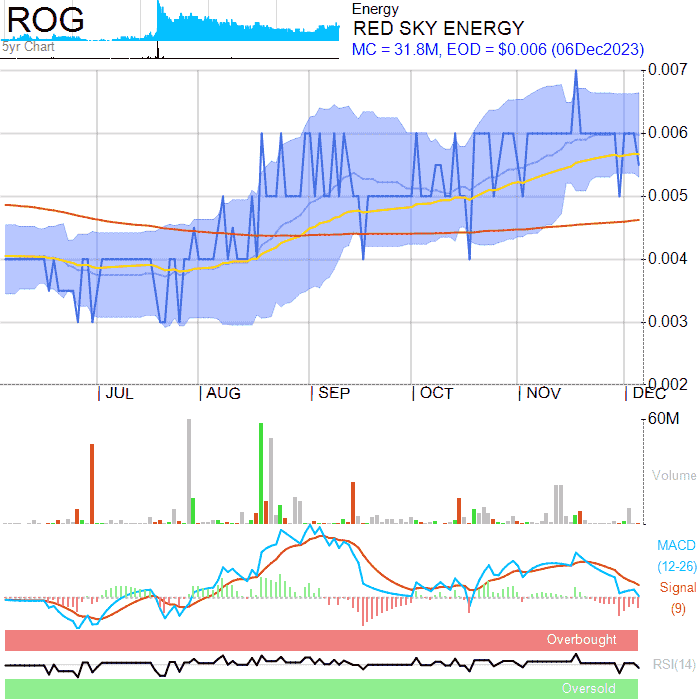 ROG
5yr Chart
Energy
RED SKY ENERGY
MC = 31.8M, EOD = $0.006 (06Dec2023)
0.007
0.006
0.005
0.004
0.003
0.002
JUL AUG SEP OCT NOV DEC
60M
Volume
MACD
(12-26)
Signal
(9)
Overbought
RSI(14)
Oversold